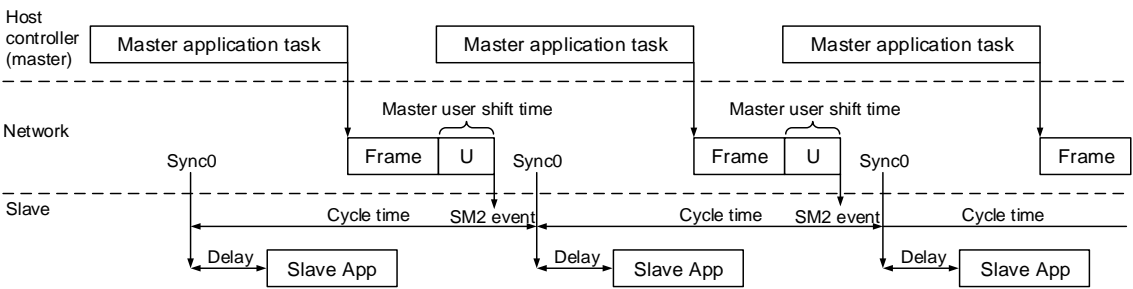 Host
controller
(master)
Master application task
Master application task
Master application task
Master user shift time
Master user shift time
Network
Frame
U
Frame
U
Frame
Sync0
Sync0
Sync0
Slave
Cycle time
SM2 event
Cycle time
SM2 event
Cycle time
Delay
Slave App
Delay
Slave App
Delay
Slave App